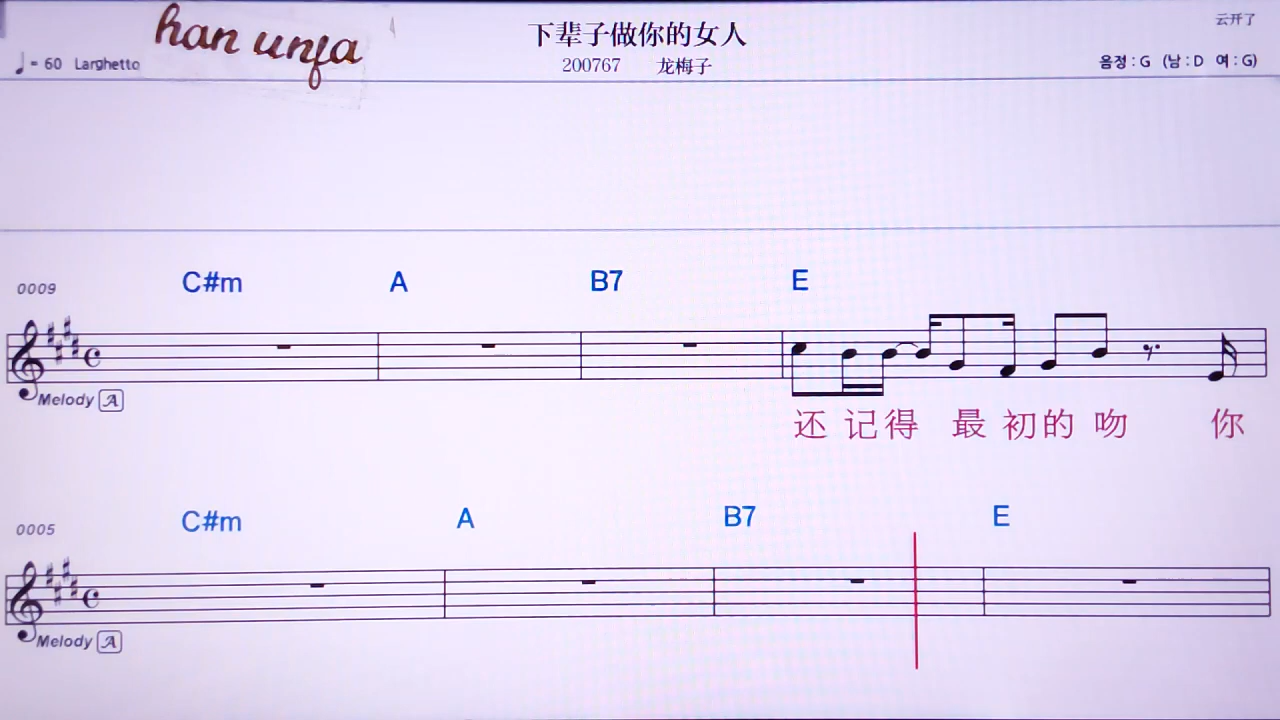 han unfa
下辈子做你的女人
云开了
♩= 60 Larghetto
200767 龙梅子
음정 : G (남 : D 여 : G)
C#m A B7 E
0009
Melody A
还 记 得 最 初 的 吻 你
C#m A B7 E
0005
Melody A